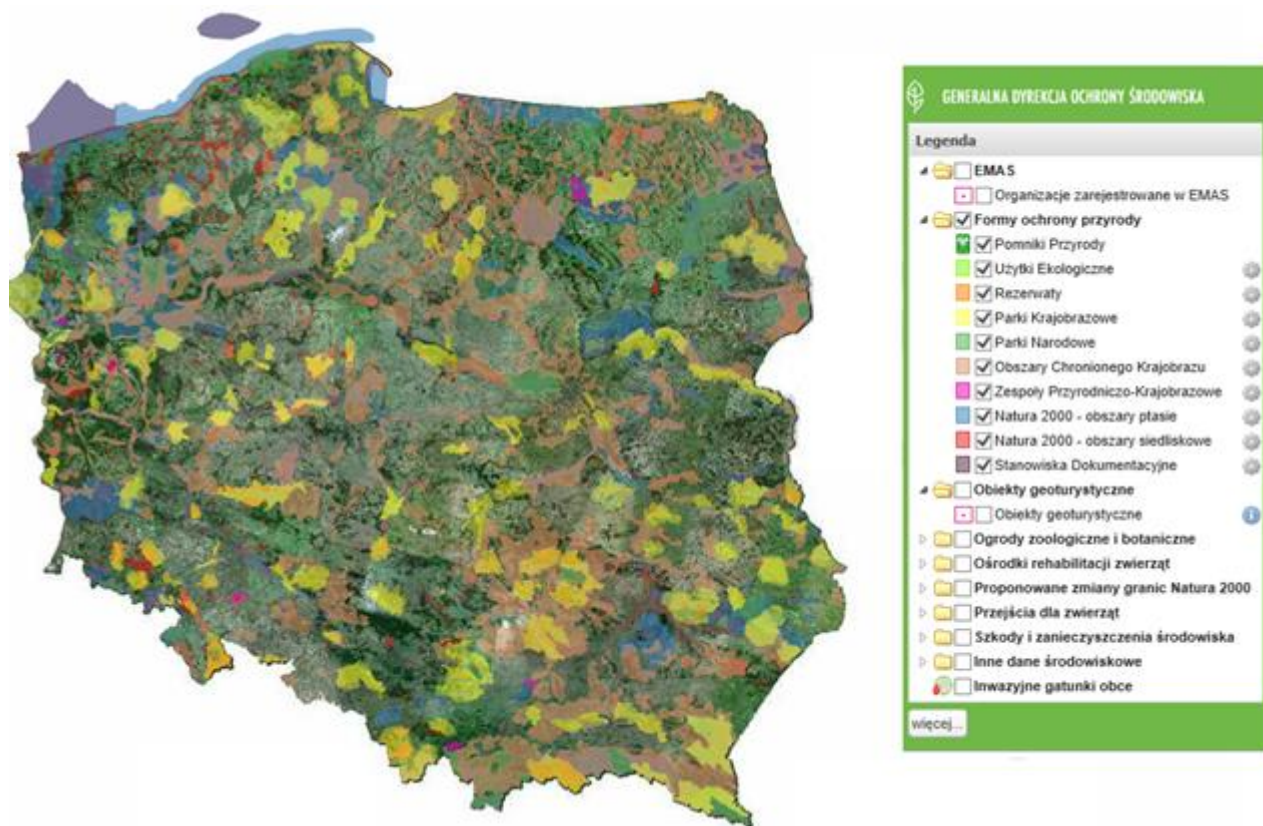 GENERALNA DYREKCJA OCHRONY ŚRODOWISKA
Legenda
EMAS
Organizacje zarejestrowane w EMAS
Formy ochrony przyrody
Pomniki Przyrody
Użytki Ekologiczne
Rezerwaty
Parki Krajobrazowe
Parki Narodowe
Obszary Chronionego Krajobrazu
Zespoły Przyrodniczo-Krajobrazowe
Natura 2000 - obszary ptasie
Natura 2000 - obszary siedliskowe
Stanowiska Dokumentacyjne
Obiekty geoturystyczne
Obiekty geoturystyczne
Ogrody zoologiczne i botaniczne
Ośrodki rehabilitacji zwierząt
Proponowane zmiany granic Natura 2000
Przejścia dla zwierząt
Szkody i zanieczyszczenia środowiska
Inne dane środowiskowe
Inwazyjne gatunki obce
więcej...